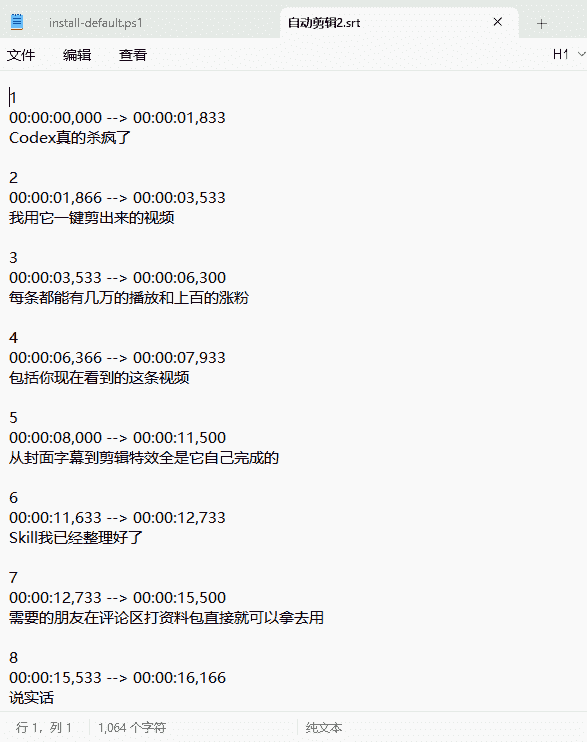 install-default.ps1
自动剪辑2.srt
文件 编辑 查看 H1
1
00:00:00,000 --> 00:00:01,833
Codex真的杀疯了
2
00:00:01,866 --> 00:00:03,533
我用它一键剪出来的视频
3
00:00:03,533 --> 00:00:06,300
每条都能有几万的播放和上百的涨粉
4
00:00:06,366 --> 00:00:07,933
包括你现在看到的这条视频
5
00:00:08,000 --> 00:00:11,500
从封面字幕到剪辑特效全是它自己完成的
6
00:00:11,633 --> 00:00:12,733
Skill我已经整理好了
7
00:00:12,733 --> 00:00:15,500
需要的朋友在评论区打资料包直接就可以拿去用
8
00:00:15,533 --> 00:00:16,166
说实话
行 1，列 1 1,064 个字符 纯文本